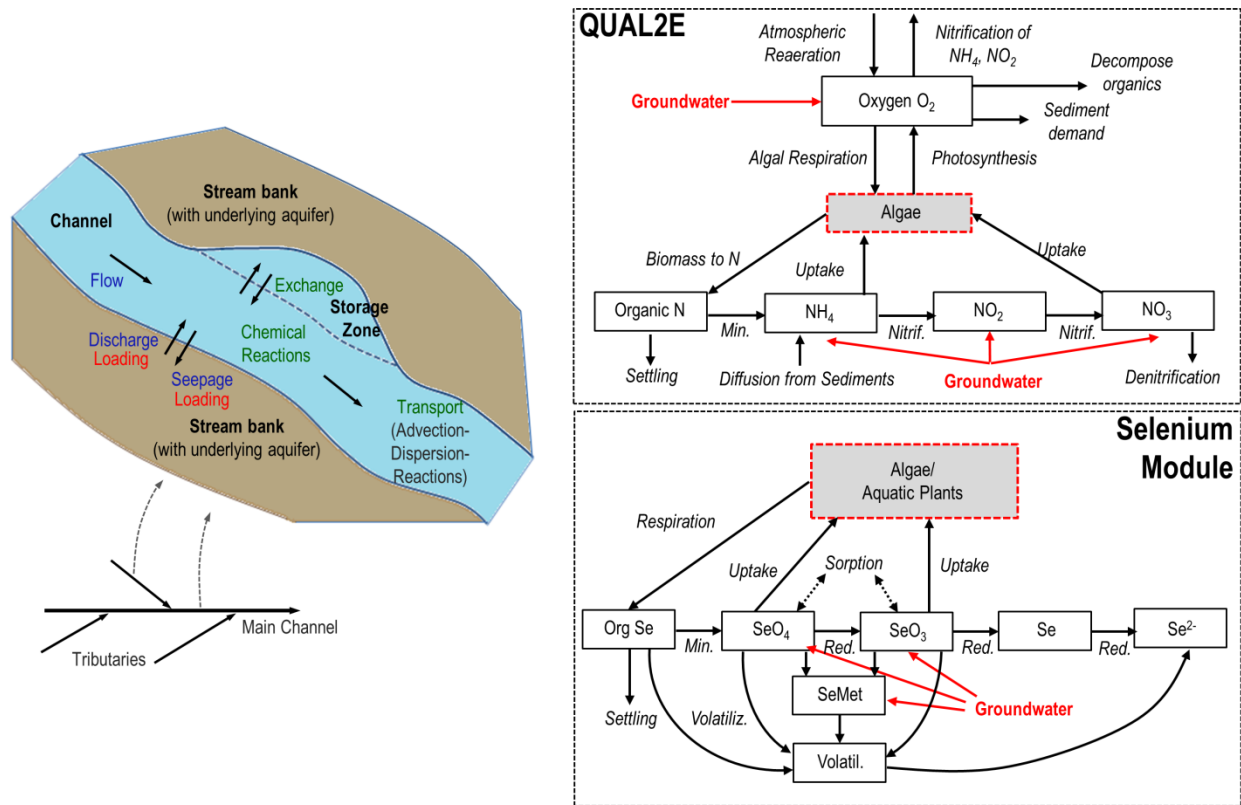 Stream bank
(with underlying aquifer)
Channel
Flow
Exchange
Storage
Zone
Chemical
Reactions
Discharge
Loading
Seepage
Loading
Transport
(Advection-
Dispersion-
Reactions)
Stream bank
(with underlying aquifer)
Main Channel
Tributaries
QUAL2E
Atmospheric
Reaeration
Nitrification of
NH4, NO2
Decompose
organics
Groundwater
Oxygen O2
Sediment
demand
Algal Respiration
Photosynthesis
Algae
Biomass to N
Uptake
Uptake
Organic N
Min.
NH4
Nitrif.
NO2
Nitrif.
NO3
Settling
Diffusion from Sediments
Groundwater
Denitrification
Selenium
Module
Algae/
Aquatic Plants
Respiration
Uptake
Sorption
Uptake
Org Se
Min.
SeO4
Red.
SeO3
Red.
Se
Red.
Se2-
SeMet
Groundwater
Settling
Volatiliz.
Volatil.